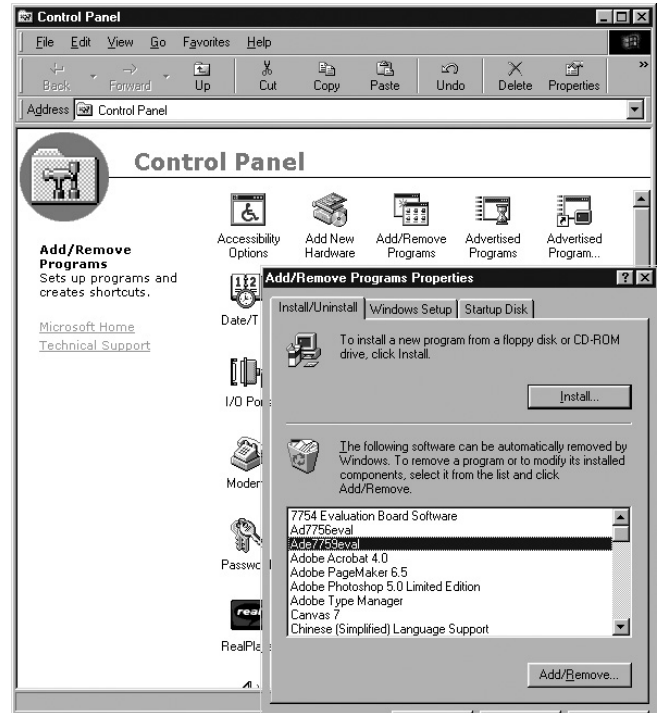 Control Panel
File Edit View Go Favorites Help
Back Forward Up Cut Copy Paste Undo Delete Properties »
Address Control Panel
Control Panel
Add/Remove
Programs
Sets up programs and
creates shortcuts.
Microsoft Home
Technical Support
Accessibility
Options
Add New
Hardware
Add/Remove
Programs
Advertised
Programs
Advertised
Program...
Date/T
I/O Por
Modem
Passwo
real
RealPla
Add/Remove Programs Properties
Install/Uninstall Windows Setup Startup Disk
To install a new program from a floppy disk or CD-ROM
drive, click Install.
Install...
The following software can be automatically removed by
Windows. To remove a program or to modify its installed
components, select it from the list and click
Add/Remove.
7754 Evaluation Board Software
Ad7756eval
Ade7759eval
Adobe Acrobat 4.0
Adobe PageMaker 6.5
Adobe Photoshop 5.0 Limited Edition
Adobe Type Manager
Canvas 7
Chinese (Simplified) Language Support
Add/Remove...